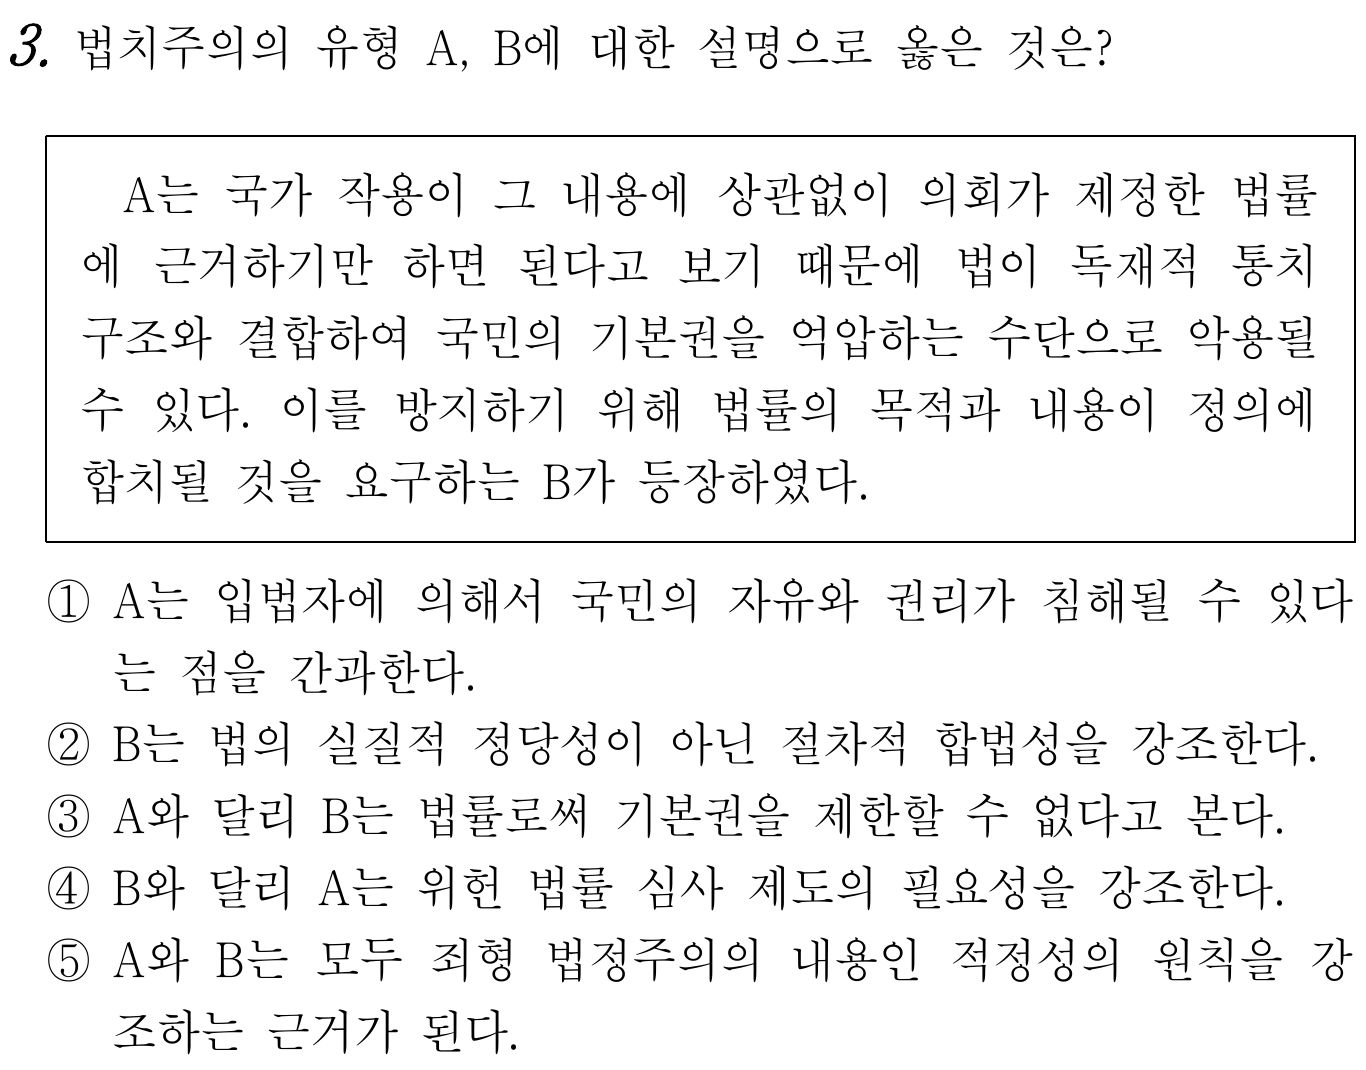 3. 법치주의의 유형 A, B에 대한 설명으로 옳은 것은?
A는 국가 작용이 그 내용에 상관없이 의회가 제정한 법률
에 근거하기만 하면 된다고 보기 때문에 법이 독재적 통치
구조와 결합하여 국민의 기본권을 억압하는 수단으로 악용될
수 있다. 이를 방지하기 위해 법률의 목적과 내용이 정의에
합치될 것을 요구하는 B가 등장하였다.
① A는 입법자에 의해서 국민의 자유와 권리가 침해될 수 있다
는 점을 간과한다.
② B는 법의 실질적 정당성이 아닌 절차적 합법성을 강조한다.
③ A와 달리 B는 법률로써 기본권을 제한할 수 없다고 본다.
④ B와 달리 A는 위헌 법률 심사 제도의 필요성을 강조한다.
⑤ A와 B는 모두 죄형 법정주의의 내용인 적정성의 원칙을 강
조하는 근거가 된다.